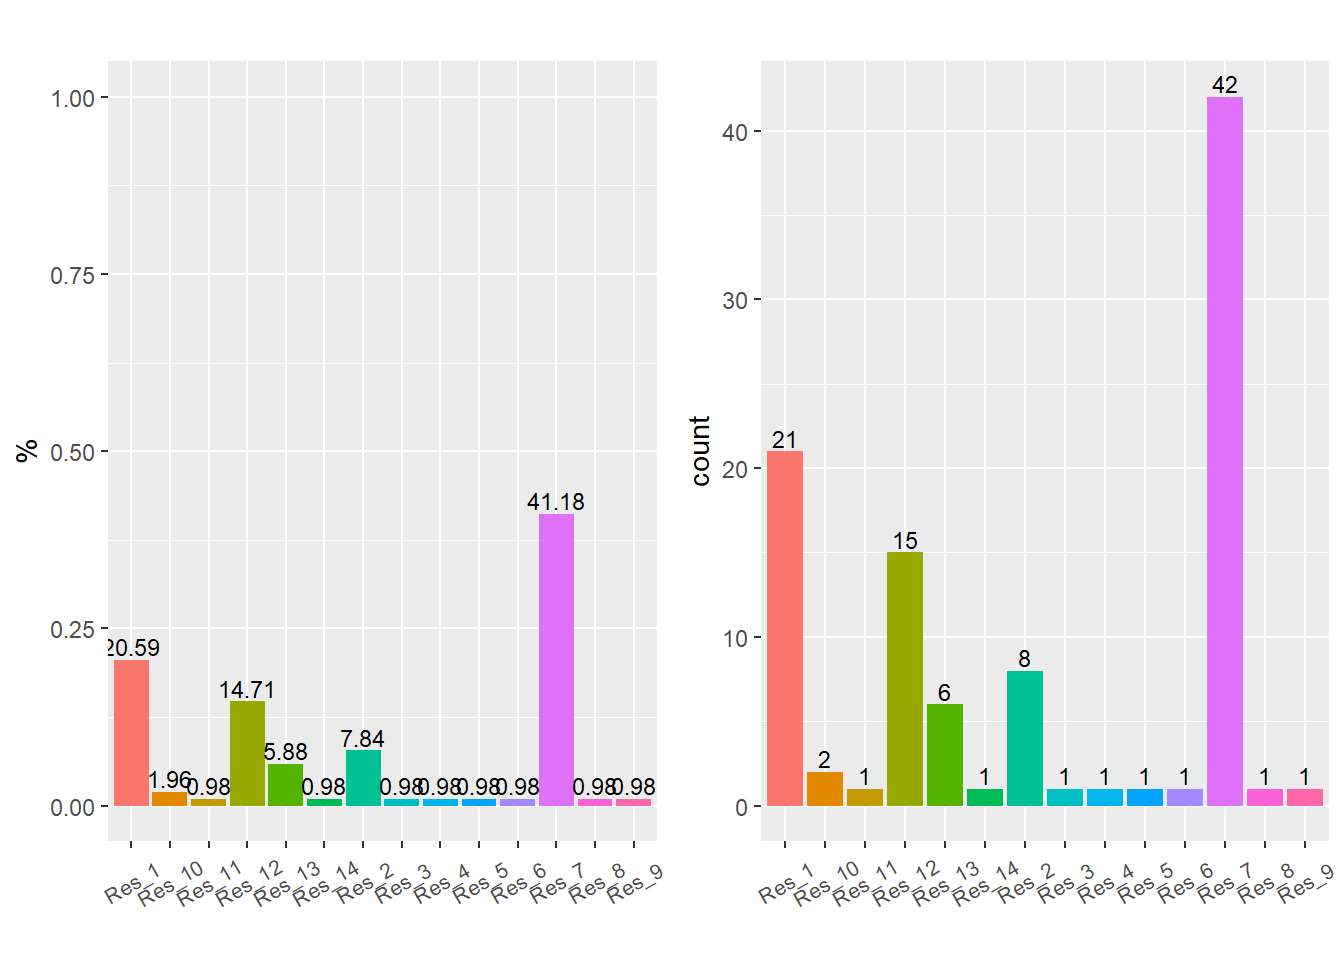 %
1.00
0.75
0.50
0.25
0.00
20.59
1.96
0.98
14.71
5.88
0.98
7.84
0.98
0.98
0.98
0.98
41.18
0.98
0.98
Res_1
Res_10
Res_11
Res_12
Res_13
Res_14
Res_2
Res_3
Res_4
Res_5
Res_6
Res_7
Res_8
Res_9
count
40
30
20
10
0
21
2
1
15
6
1
8
1
1
1
1
42
1
1
Res_1
Res_10
Res_11
Res_12
Res_13
Res_14
Res_2
Res_3
Res_4
Res_5
Res_6
Res_7
Res_8
Res_9